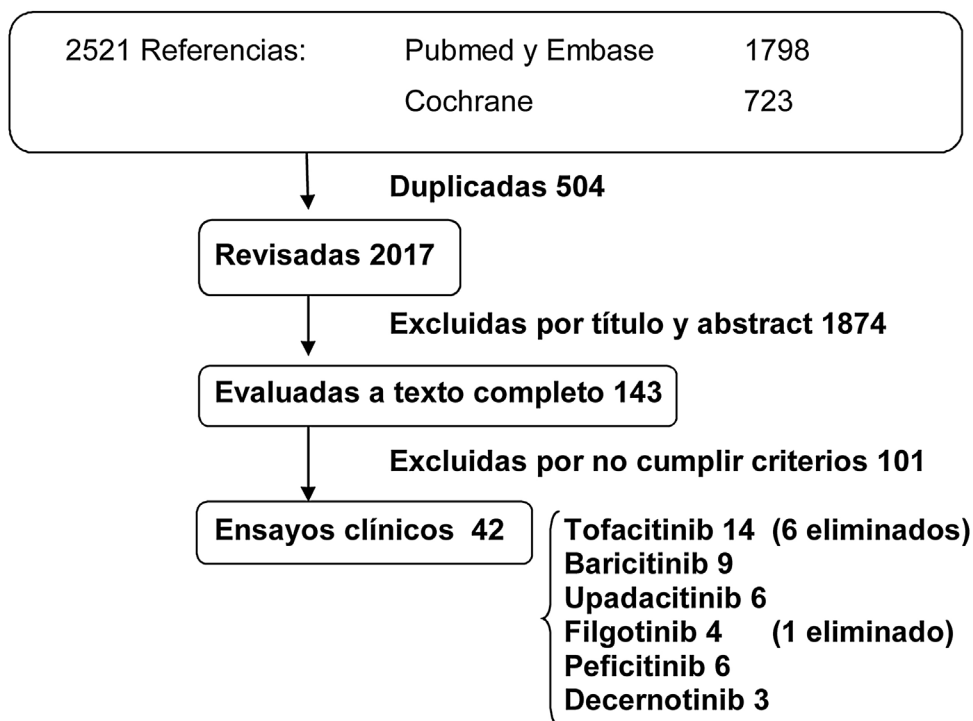 2521 Referencias: Pubmed y Embase 1798
Cochrane 723
Duplicadas 504
Revisadas 2017
Excluidas por título y abstract 1874
Evaluadas a texto completo 143
Excluidas por no cumplir criterios 101
Ensayos clínicos 42
Tofacitinib 14 (6 eliminados)
Baricitinib 9
Upadacitinib 6
Filgotinib 4 (1 eliminado)
Peficitinib 6
Decernotinib 3